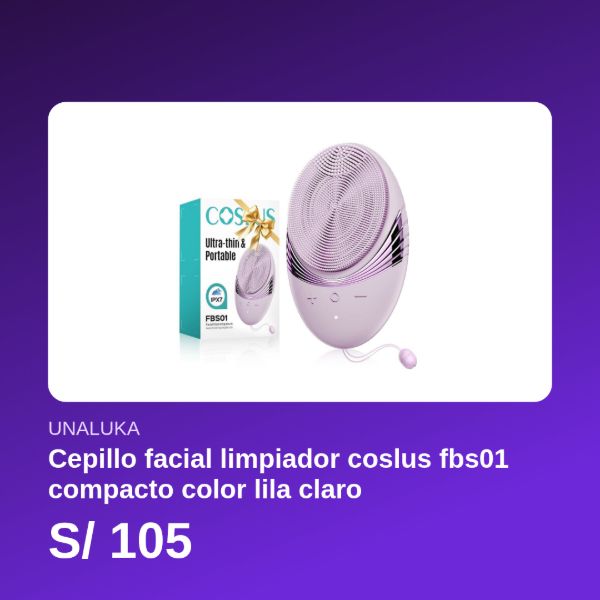 COSLUS
Ultra-thin &
Portable
IPX7
FBS01
UNALUKA
Cepillo facial limpiador coslus fbs01
compacto color lila claro
S/ 105